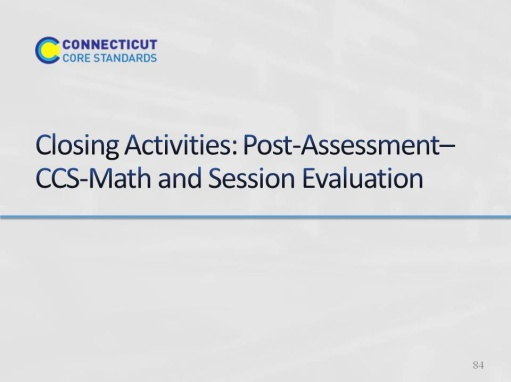 CONNECTICUT
CORE STANDARDS
Closing Activities: Post-Assessment–
CCS-Math and Session Evaluation
84